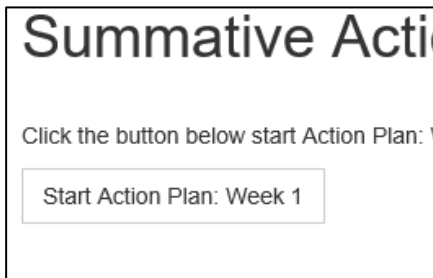 Summative Acti
Click the button below start Action Plan:
Start Action Plan: Week 1